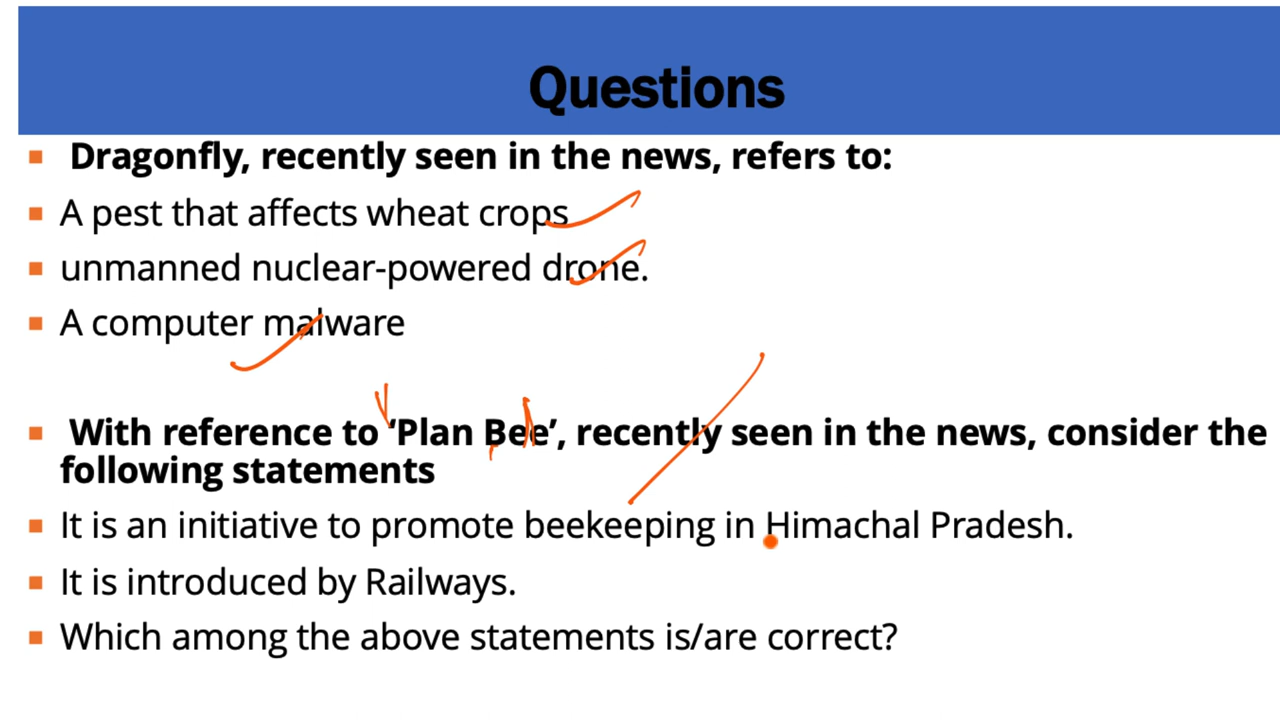 Questions
Dragonfly, recently seen in the news, refers to:
A pest that affects wheat crops
unmanned nuclear-powered drone.
A computer malware
With reference to ‘Plan Bee’, recently seen in the news, consider the
following statements
It is an initiative to promote beekeeping in Himachal Pradesh.
It is introduced by Railways.
Which among the above statements is/are correct?